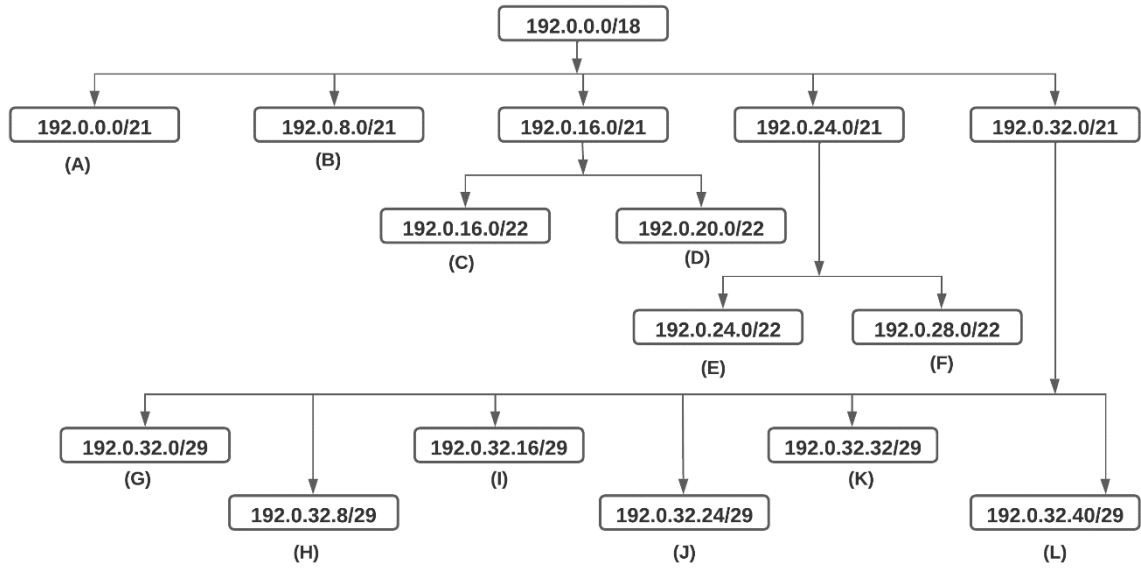 192.0.0.0/18
192.0.0.0/21
192.0.8.0/21
192.0.16.0/21
192.0.24.0/21
192.0.32.0/21
(A)
(B)
192.0.16.0/22
192.0.20.0/22
(C)
(D)
192.0.24.0/22
192.0.28.0/22
(E)
(F)
192.0.32.0/29
192.0.32.16/29
192.0.32.32/29
(G)
(I)
(K)
192.0.32.8/29
192.0.32.24/29
192.0.32.40/29
(H)
(J)
(L)